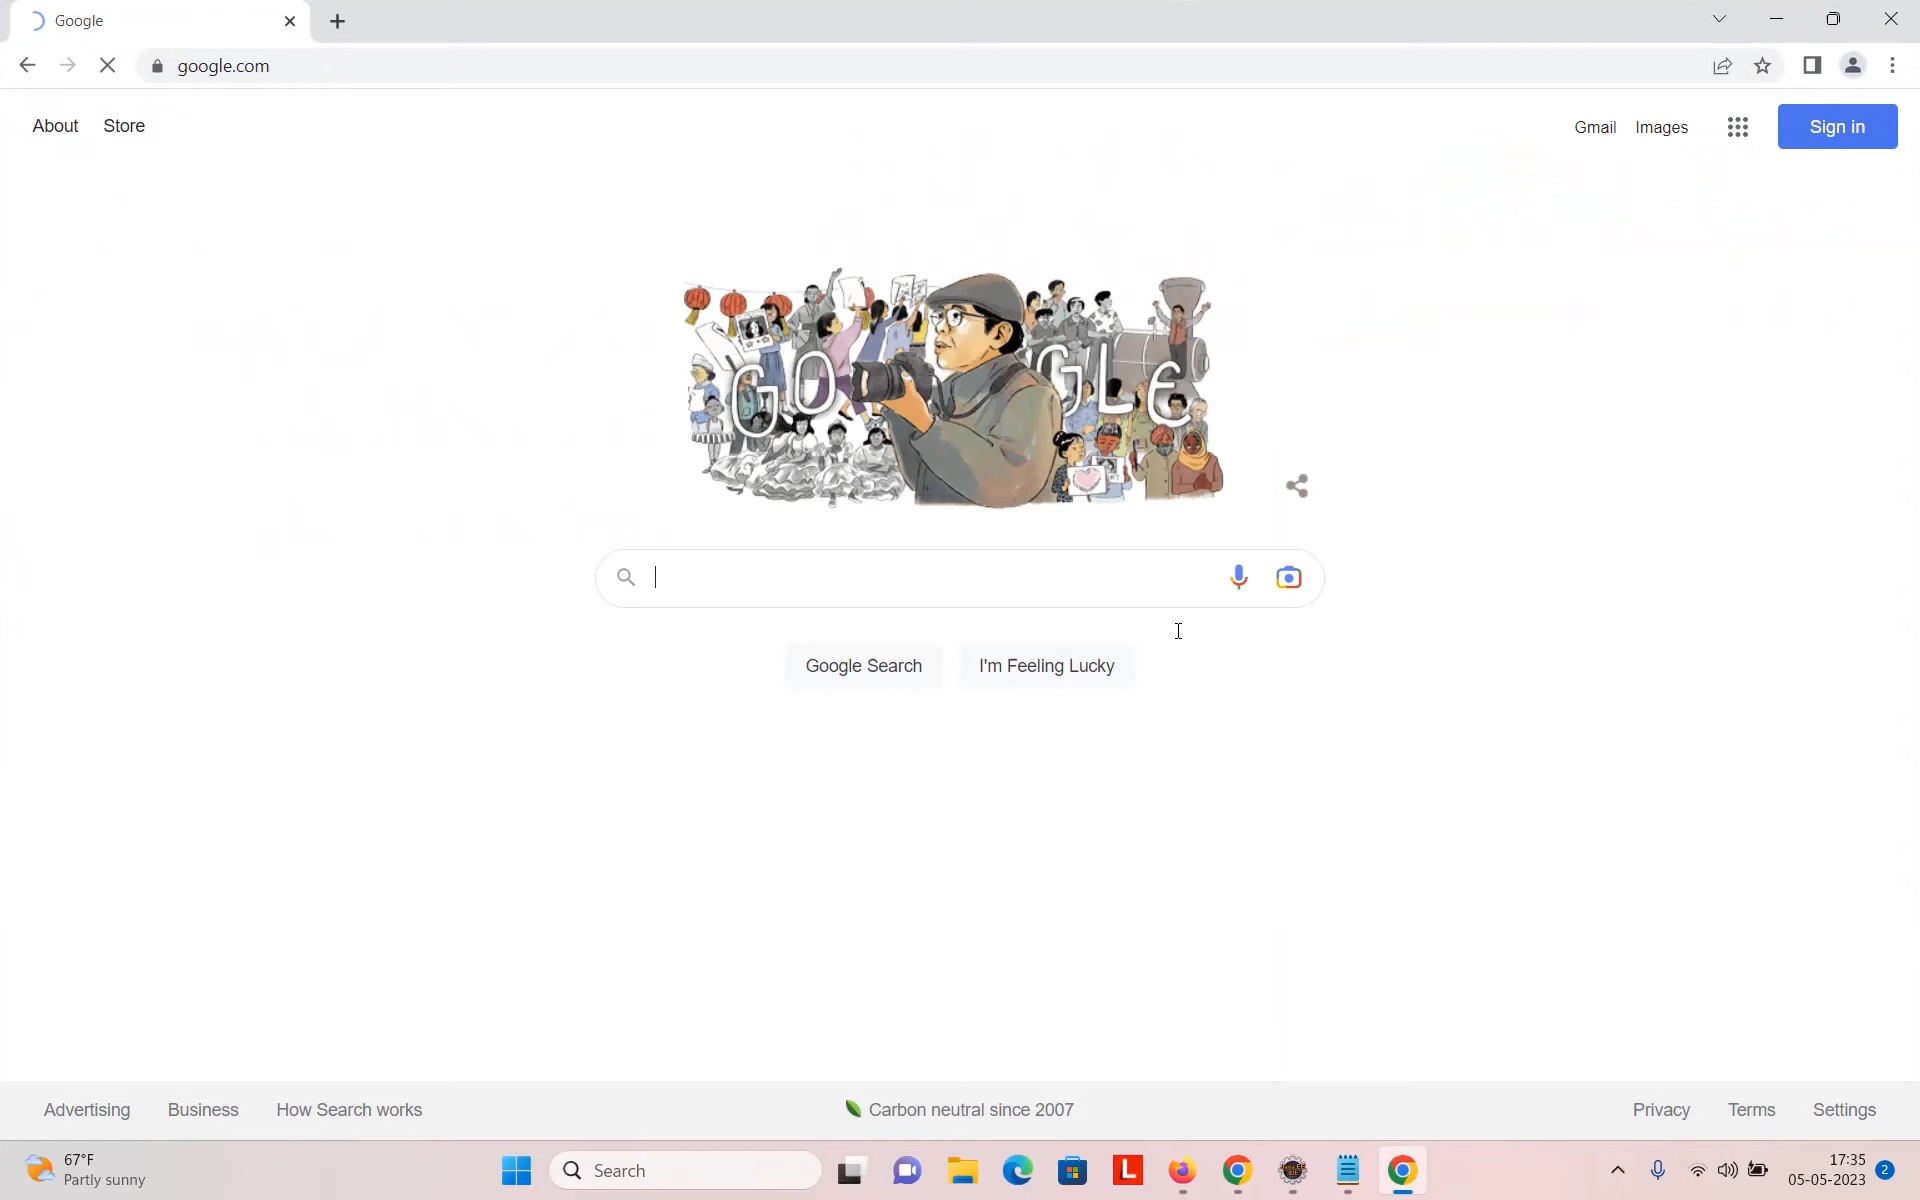 Google
google.com
About Store
Gmail Images Sign in
GOOGLE
Google Search I'm Feeling Lucky
Advertising Business How Search works
Carbon neutral since 2007
Privacy Terms Settings
67°F
Partly sunny
Search
L
17:35
05-05-2023
2